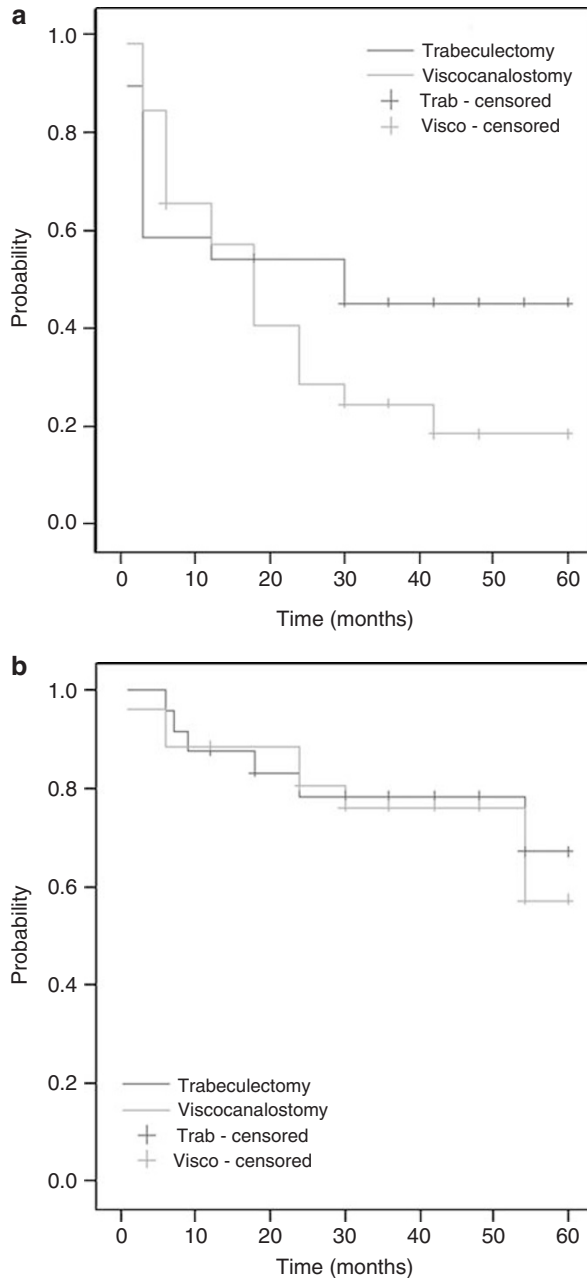 a
1.0
0.8
0.6
0.4
0.2
0.0
Probability
Trabeculectomy
Viscocanalostomy
Trab - censored
Visco - censored
0 10 20 30 40 50 60
Time (months)
b
1.0
0.8
0.6
0.4
0.2
0.0
Probability
Trabeculectomy
Viscocanalostomy
Trab - censored
Visco - censored
0 10 20 30 40 50 60
Time (months)